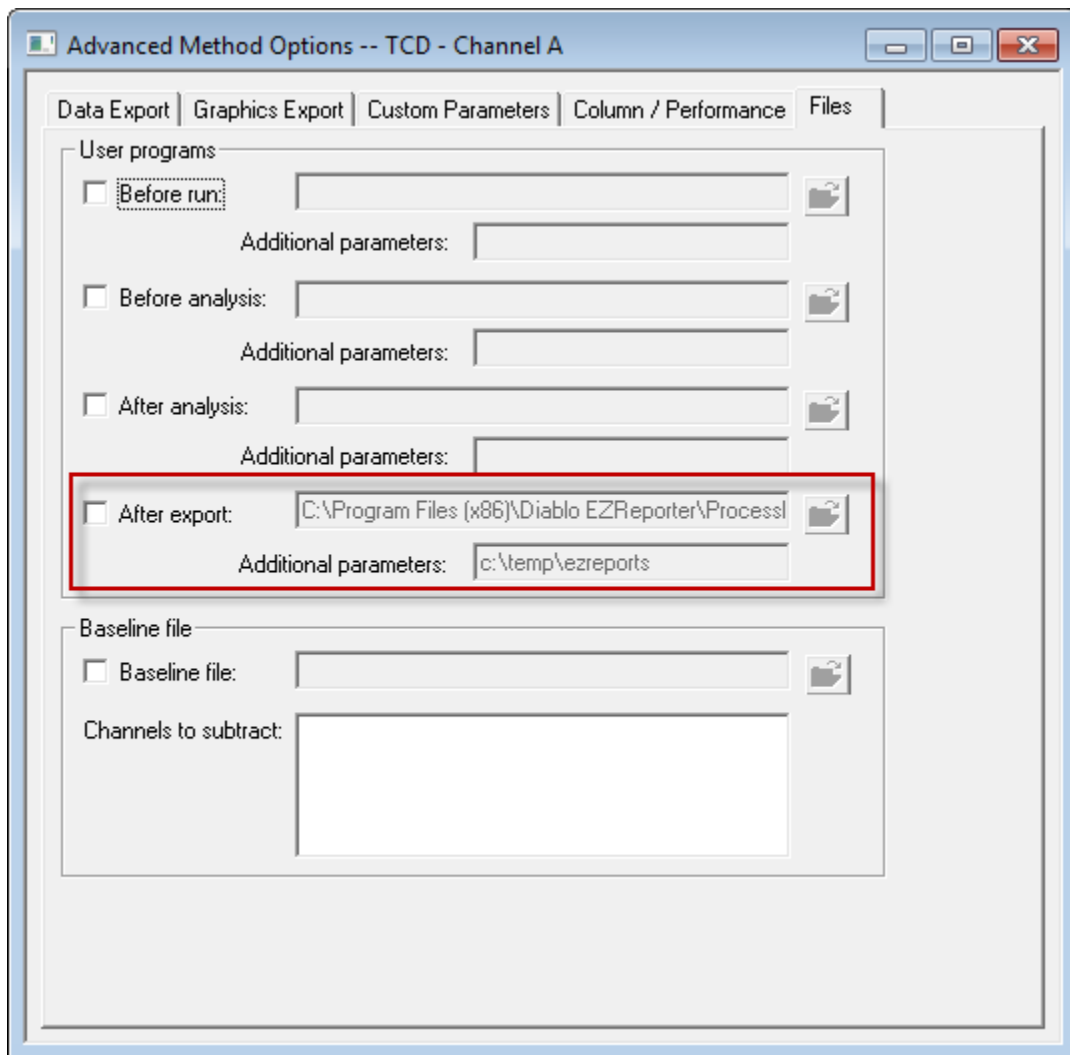 Advanced Method Options -- TCD - Channel A
Data Export Graphics Export Custom Parameters Column / Performance Files
User programs
Before run:
Additional parameters:
Before analysis:
Additional parameters:
After analysis:
Additional parameters:
After export: C:\Program Files (x86)\Diablo EZReporter\Processl
Additional parameters: c:\temp\ezreports
Baseline file
Baseline file:
Channels to subtract: